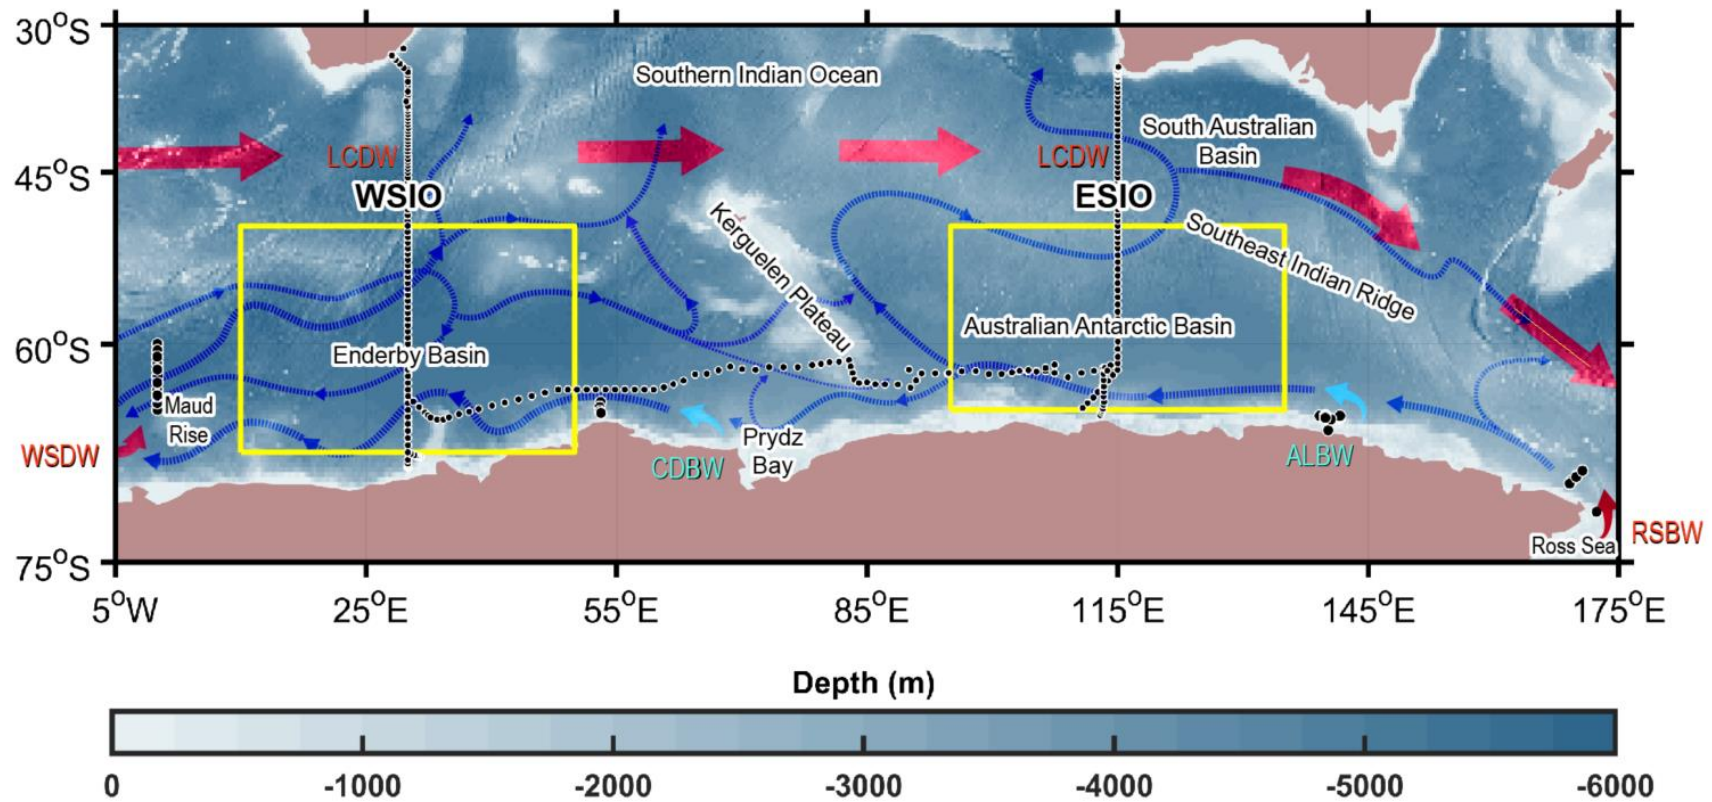 30°S
Southern Indian Ocean
South Australian
Basin
LCDW
LCDW
45°S
WSIO
ESIO
Kerguelen Plateau
Southeast Indian Ridge
Australian Antarctic Basin
60°S
Enderby Basin
Maud
Rise
WSDW
Prydz
Bay
CDBW
ALBW
RSBW
Ross Sea
75°S
5°W 25°E 55°E 85°E 115°E 145°E 175°E
Depth (m)
0 -1000 -2000 -3000 -4000 -5000 -6000